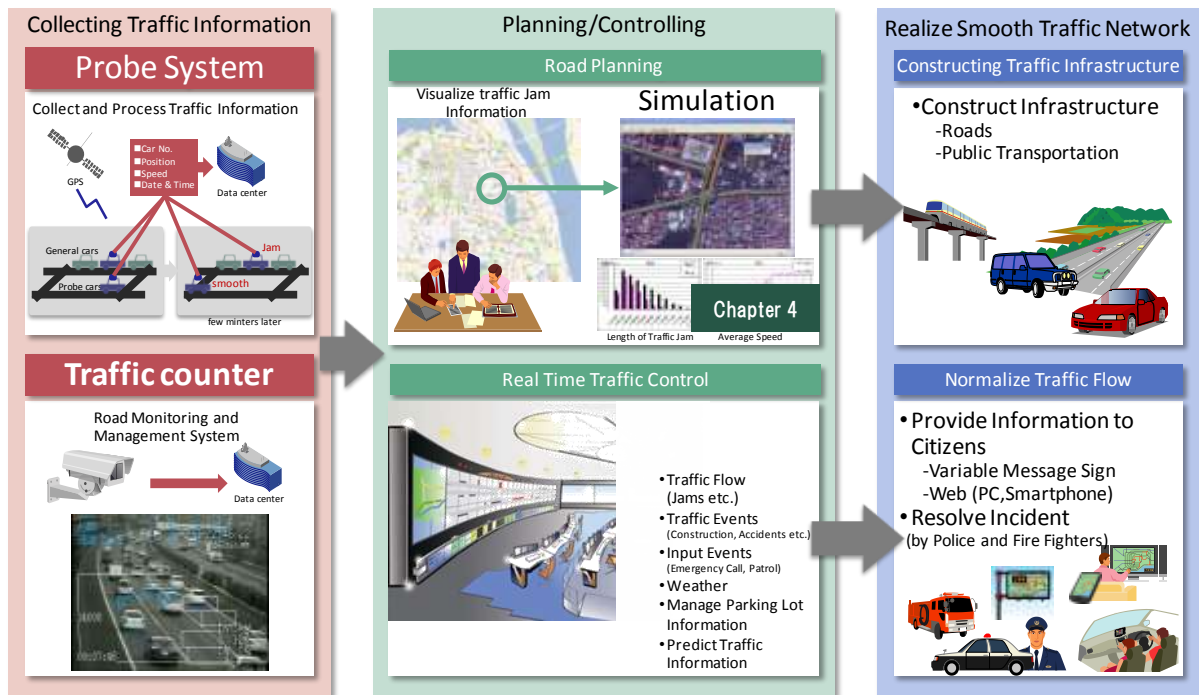 Collecting Traffic Information
Probe System
Collect and Process Traffic Information
GPS
■Car No.
■Position
■Speed
■Date & Time
Data center
General cars
Probe cars
Jam
smooth
few minters later
Traffic counter
Road Monitoring and
Management System
Data center
Planning/Controlling
Road Planning
Visualize traffic Jam
Information
Simulation
Chapter 4
Length of Traffic Jam
Average Speed
Real Time Traffic Control
•Traffic Flow
(Jams etc.)
•Traffic Events
(Construction, Accidents etc.)
•Input Events
(Emergency Call, Patrol)
•Weather
•Manage Parking Lot
Information
•Predict Traffic
Information
Realize Smooth Traffic Network
Constructing Traffic Infrastructure
•Construct Infrastructure
-Roads
-Public Transportation
Normalize Traffic Flow
•Provide Information to
Citizens
-Variable Message Sign
-Web (PC,Smartphone)
•Resolve Incident
(by Police and Fire Fighters)